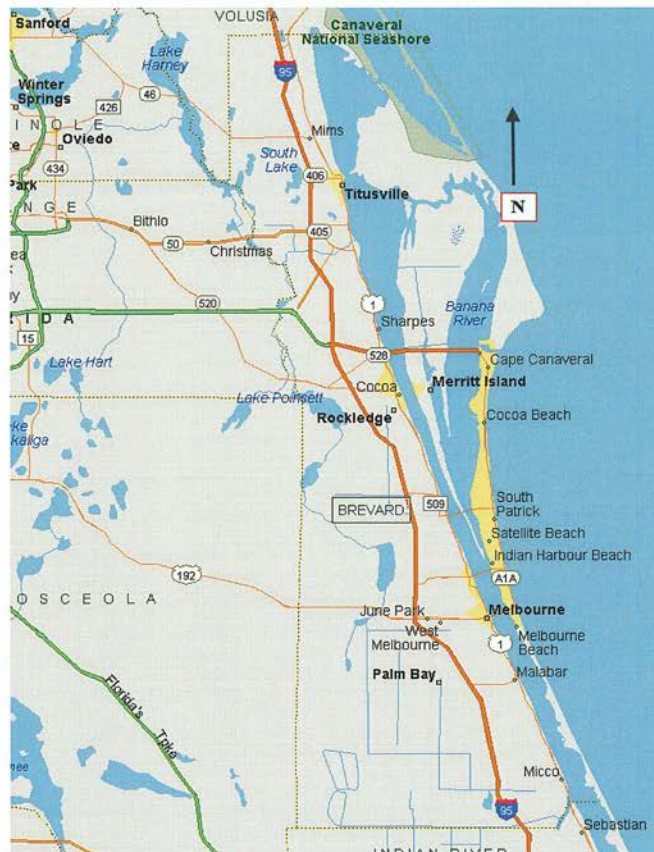 VOLUSIA
Canaveral
National Seashore
Sanford
Lake
Harney
95
Winter
Springs
46
426
INOLE
Mims
Oviedo
434
South
Lake
406
Park
Titusville
N
NGE
Bithlo
405
50
Christmas
520
1
Banana
River
RIDA
Sharpes
15
528
Lake Hart
Cape Canaveral
Merritt Island
Cocoa
Lake Poinsett
Rockledge
Cocoa Beach
BREVARD
509
South
Patrick
Satellite Beach
Indian Harbour Beach
192
A1A
OSCEOLA
June Park
Melbourne
West
Melbourne
1
Melbourne
Beach
Palm Bay
Malabar
Florida's
Tpke
Micco
95
Sebastian
INDIAN RIVER